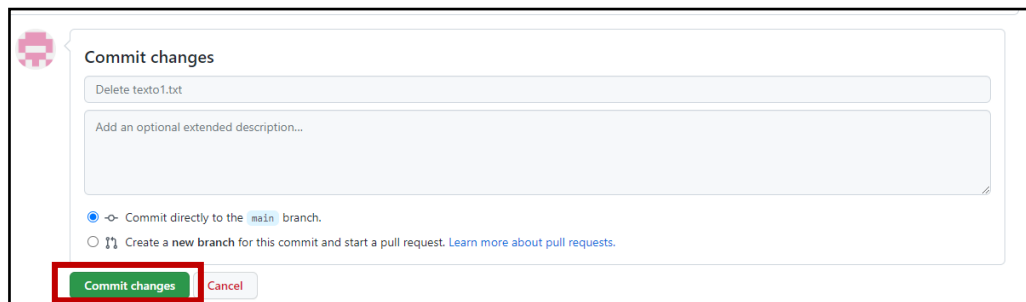 Commit changes
Delete texto1.txt
Add an optional extended description...
Commit directly to the main branch.
Create a new branch for this commit and start a pull request. Learn more about pull requests.
Commit changes Cancel